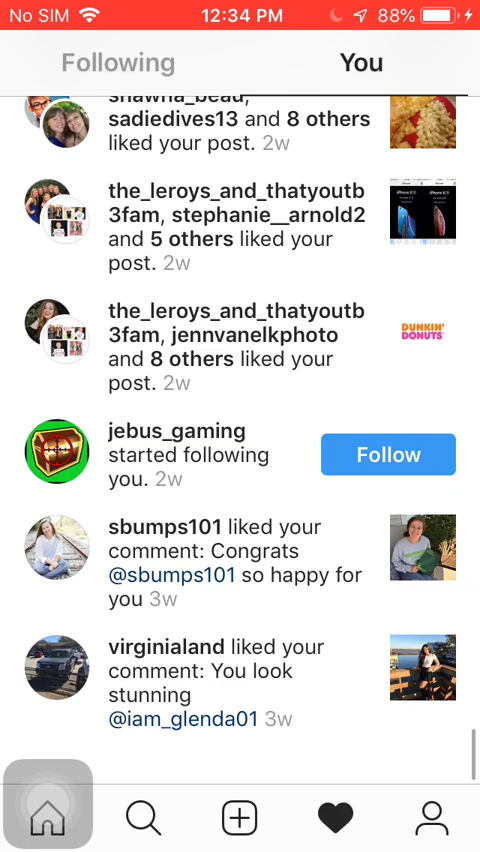 No SIM 12:34 PM 88%
Following You
shawna_beau,
sadiedives13 and 8 others
liked your post. 2w
the_leroys_and_thatyoutb
3fam, stephanie__arnold2
and 5 others liked your
post. 2w
the_leroys_and_thatyoutb
3fam, jennvanelkphoto
and 8 others liked your
post. 2w
DUNKIN'
DONUTS
jebus_gaming
started following
you. 2w
Follow
sbumps101 liked your
comment: Congrats
@sbumps101 so happy for
you 3w
virginialand liked your
comment: You look
stunning
@iam_glenda01 3w